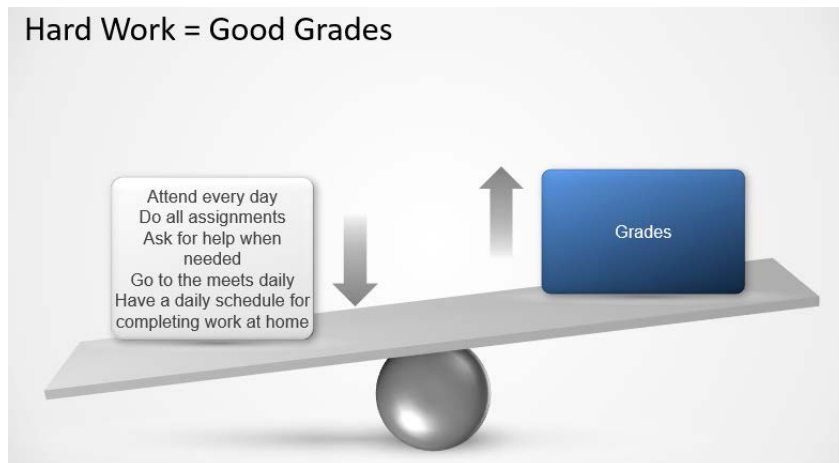 Hard Work = Good Grades
Attend every day
Do all assignments
Ask for help when
needed
Go to the meets daily
Have a daily schedule for
completing work at home
Grades